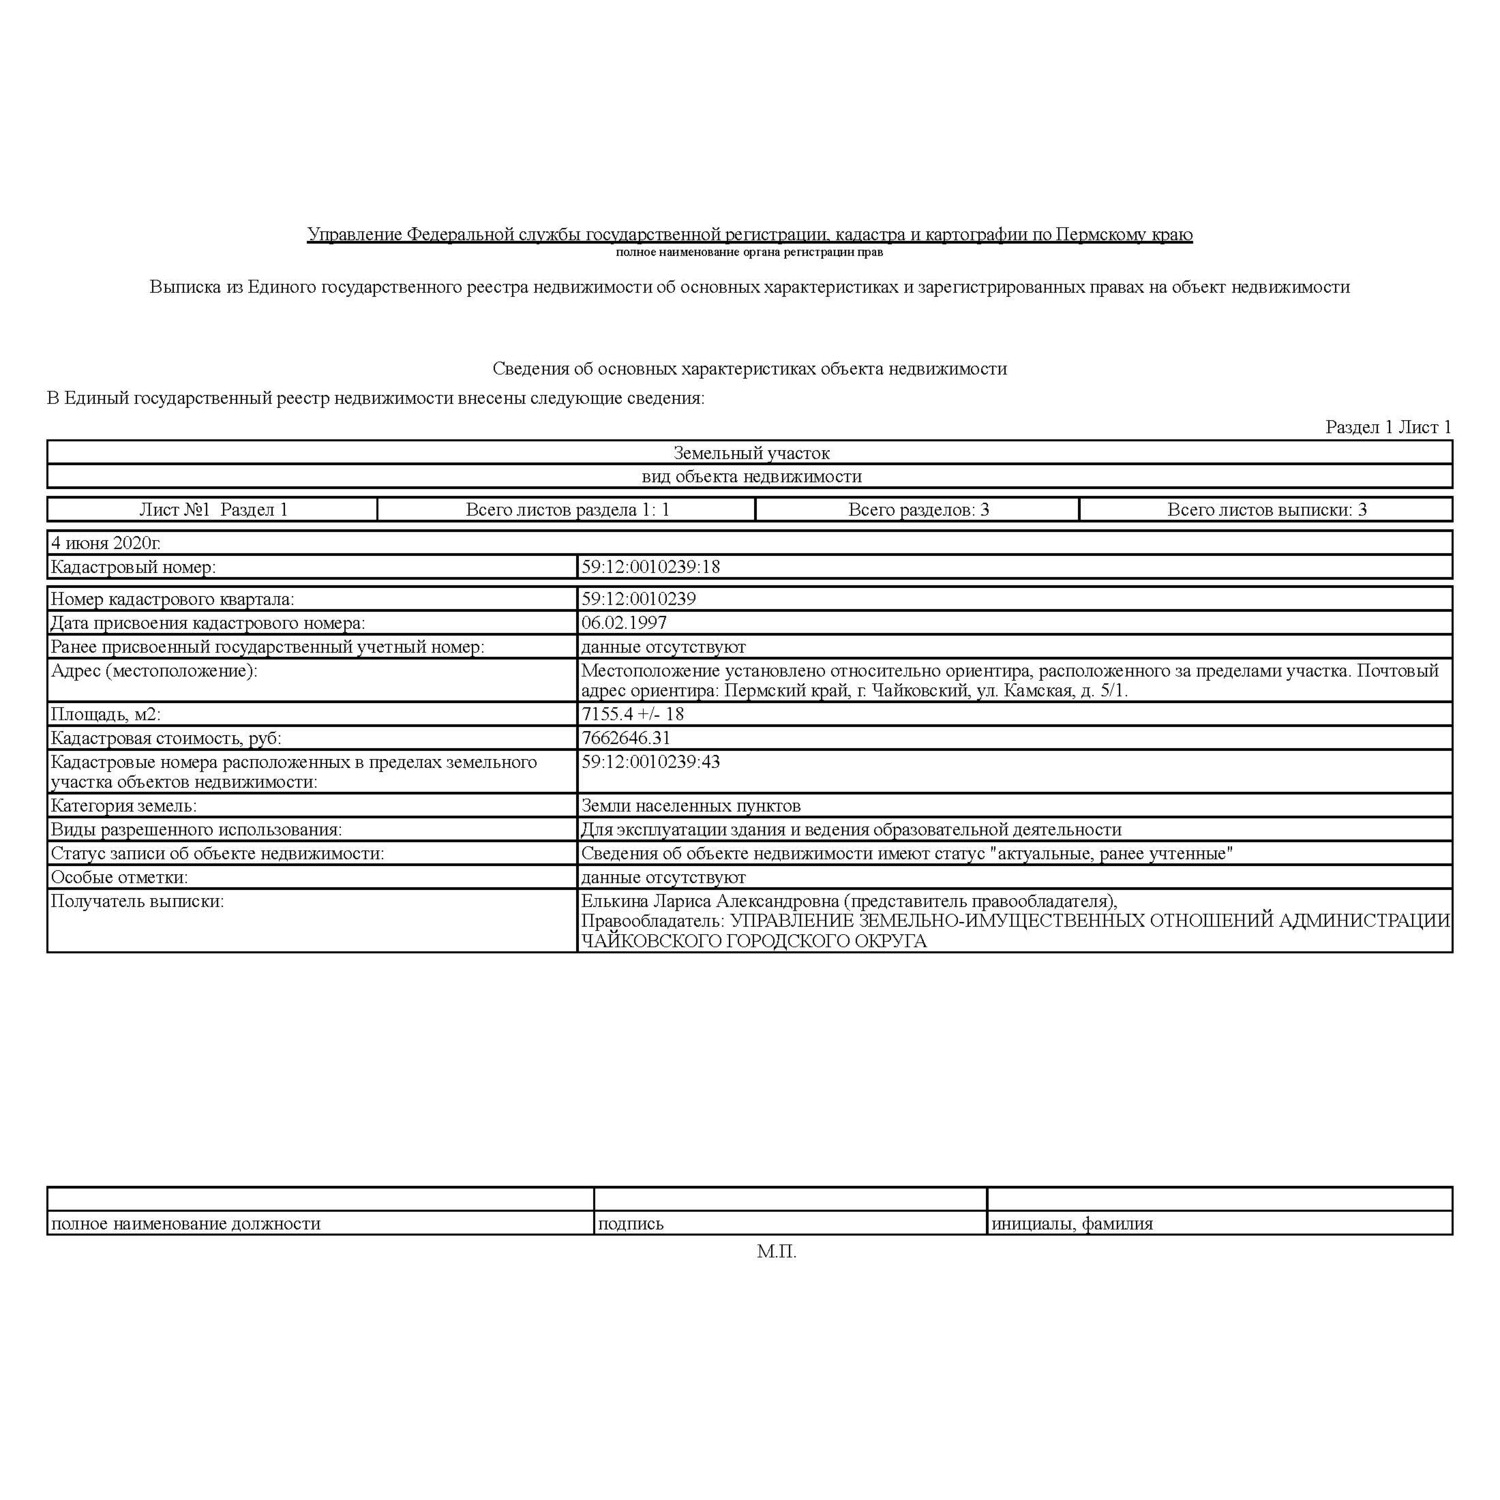 Управление Федеральной службы государственной регистрации, кадастра и картографии по Пермскому краю
полное наименование органа регистрации прав
Выписка из Единого государственного реестра недвижимости об основных характеристиках и зарегистрированных правах на объект недвижимости
Сведения об основных характеристиках объекта недвижимости
В Единый государственный реестр недвижимости внесены следующие сведения:
Раздел 1 Лист 1
Земельный участок
вид объекта недвижимости
Лист №1 Раздел 1 Всего листов раздела 1: 1 Всего разделов: 3 Всего листов выписки: 3
4 июня 2020г.
Кадастровый номер: 59:12:0010239:18
Номер кадастрового квартала: 59:12:0010239
Дата присвоения кадастрового номера: 06.02.1997
Ранее присвоенный государственный учетный номер: данные отсутствуют
Адрес (местоположение): Местоположение установлено относительно ориентира, расположенного за пределами участка. Почтовый
адрес ориентира: Пермский край, г. Чайковский, ул. Камская, д. 5/1.
Площадь, м2: 7155.4 +/- 18
Кадастровая стоимость, руб: 7662646.31
Кадастровые номера расположенных в пределах земельного 59:12:0010239:43
участка объектов недвижимости:
Категория земель: Земли населенных пунктов
Виды разрешенного использования: Для эксплуатации здания и ведения образовательной деятельности
Статус записи об объекте недвижимости: Сведения об объекте недвижимости имеют статус "актуальные, ранее учтенные"
Особые отметки: данные отсутствуют
Получатель выписки: Елькина Лариса Александровна (представитель правообладателя),
Правообладатель: УПРАВЛЕНИЕ ЗЕМЕЛЬНО-ИМУЩЕСТВЕННЫХ ОТНОШЕНИЙ АДМИНИСТРАЦИИ
ЧАЙКОВСКОГО ГОРОДСКОГО ОКРУГА
полное наименование должности подпись инициалы, фамилия
М.П.